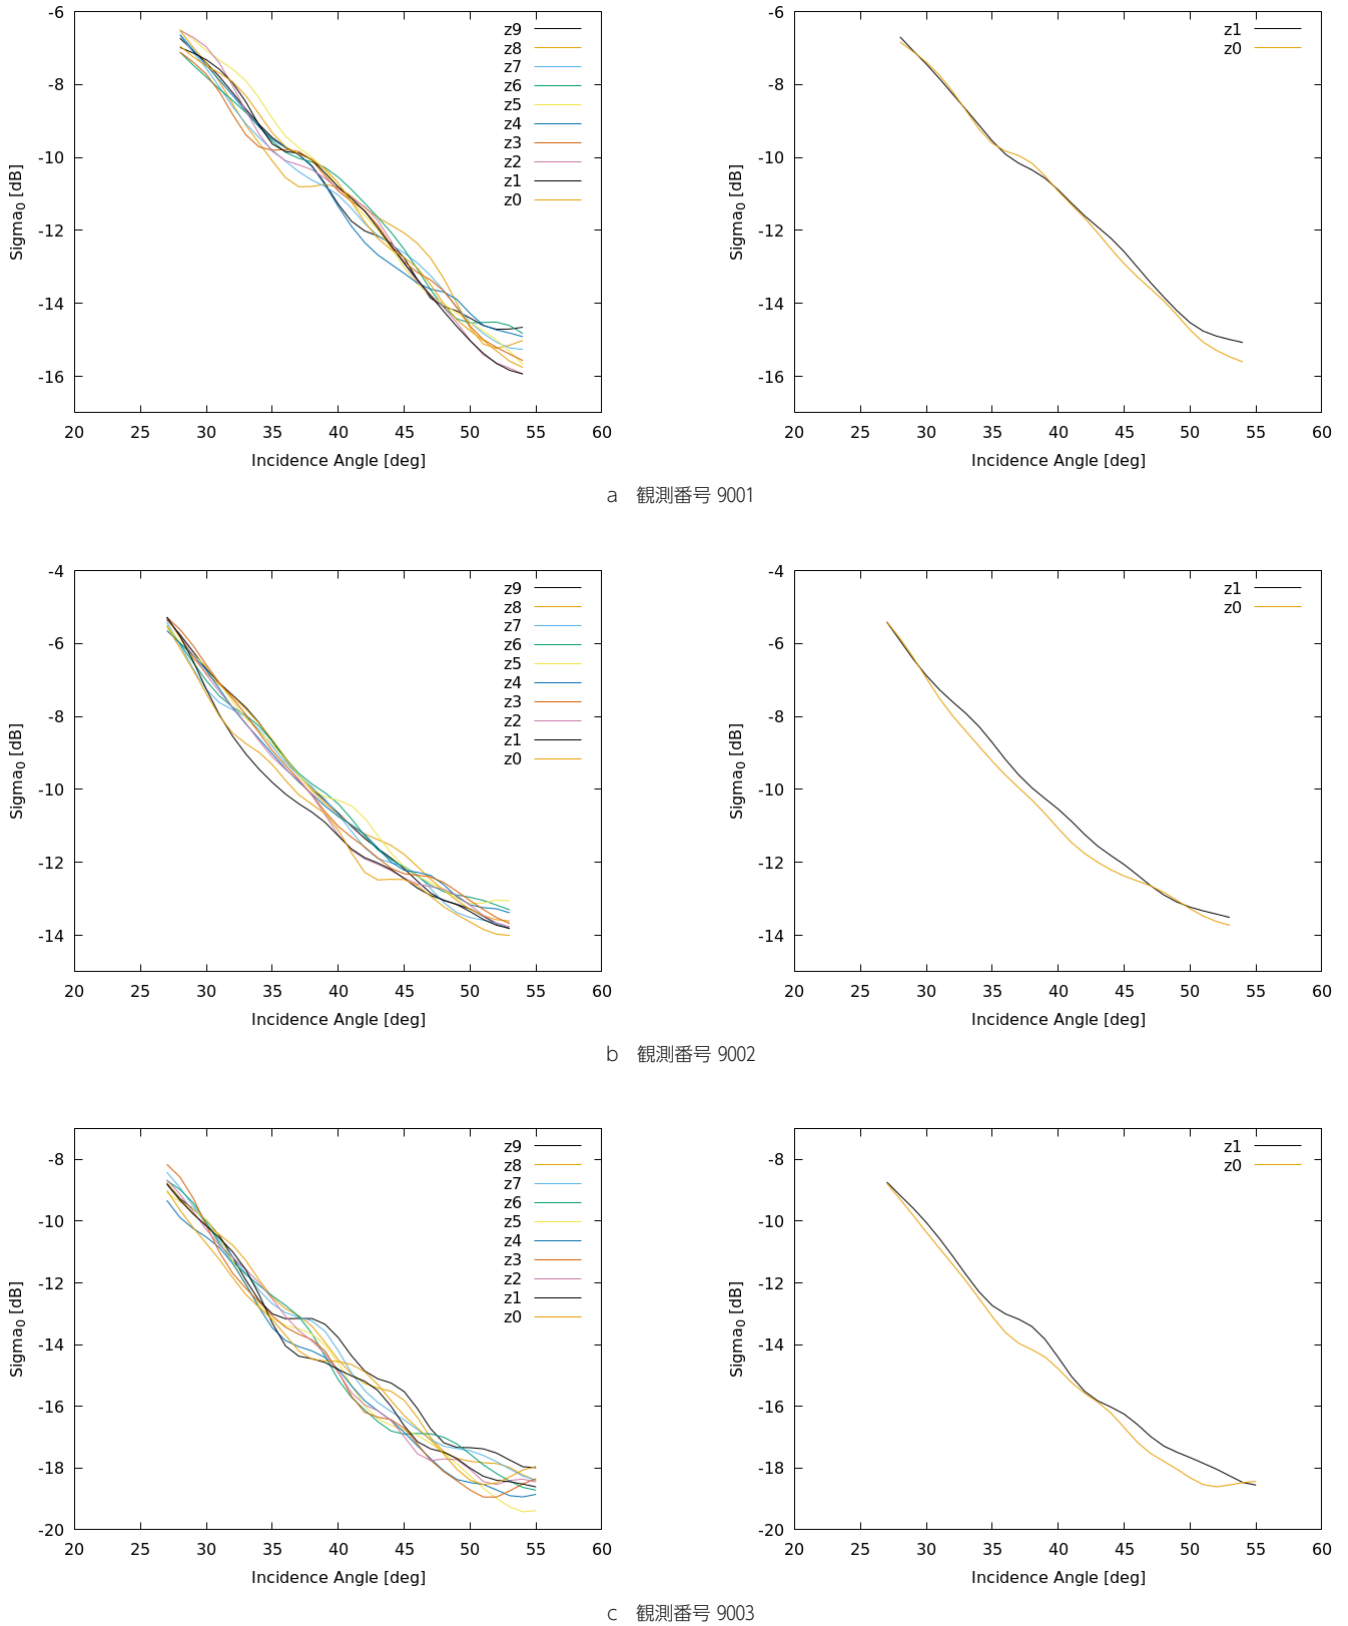 -6
-8
-10
-12
-14
-16
Sigma0 [dB]
z9
z8
z7
z6
z5
z4
z3
z2
z1
z0
20 25 30 35 40 45 50 55 60
Incidence Angle [deg]
-6
-8
-10
-12
-14
-16
Sigma0 [dB]
z1
z0
20 25 30 35 40 45 50 55 60
Incidence Angle [deg]
a 観測番号 9001
-4
-6
-8
-10
-12
-14
Sigma0 [dB]
z9
z8
z7
z6
z5
z4
z3
z2
z1
z0
20 25 30 35 40 45 50 55 60
Incidence Angle [deg]
-4
-6
-8
-10
-12
-14
Sigma0 [dB]
z1
z0
20 25 30 35 40 45 50 55 60
Incidence Angle [deg]
b 観測番号 9002
-8
-10
-12
-14
-16
-18
-20
Sigma0 [dB]
z9
z8
z7
z6
z5
z4
z3
z2
z1
z0
20 25 30 35 40 45 50 55 60
Incidence Angle [deg]
-8
-10
-12
-14
-16
-18
-20
Sigma0 [dB]
z1
z0
20 25 30 35 40 45 50 55 60
Incidence Angle [deg]
c 観測番号 9003